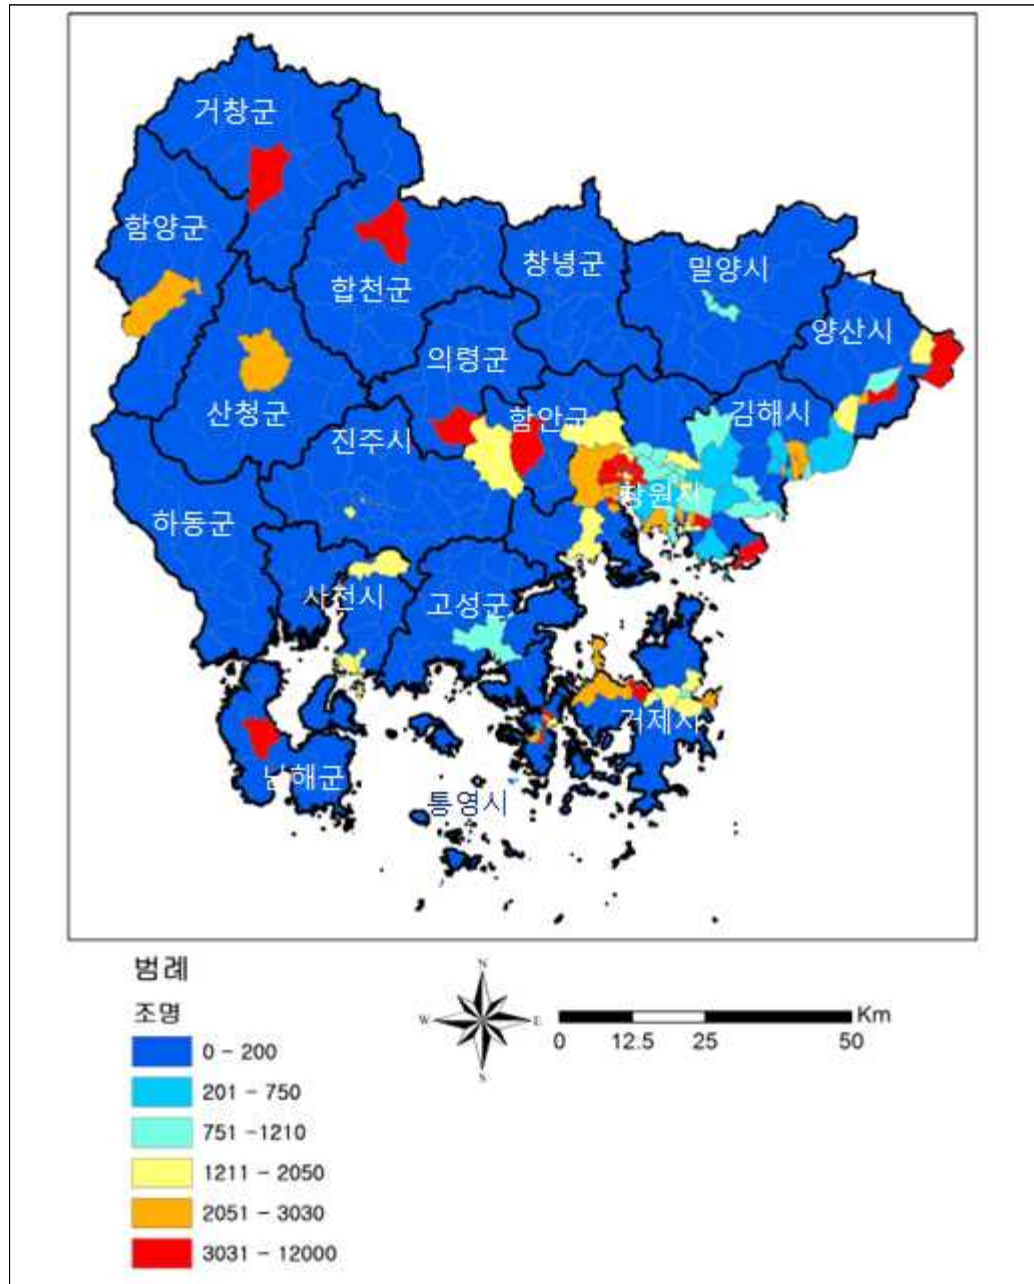 거창군
함양군
합천군
창녕군
밀양시
양산시
의령군
산청군
진주시
함안군
김해시
창원시
하동군
사천시
고성군
거제시
남해군
통영시
범례
조명
0 - 200
201 - 750
751 -1210
1211 - 2050
2051 - 3030
3031 - 12000
N
W
E
S
Km
0 12.5 25 50